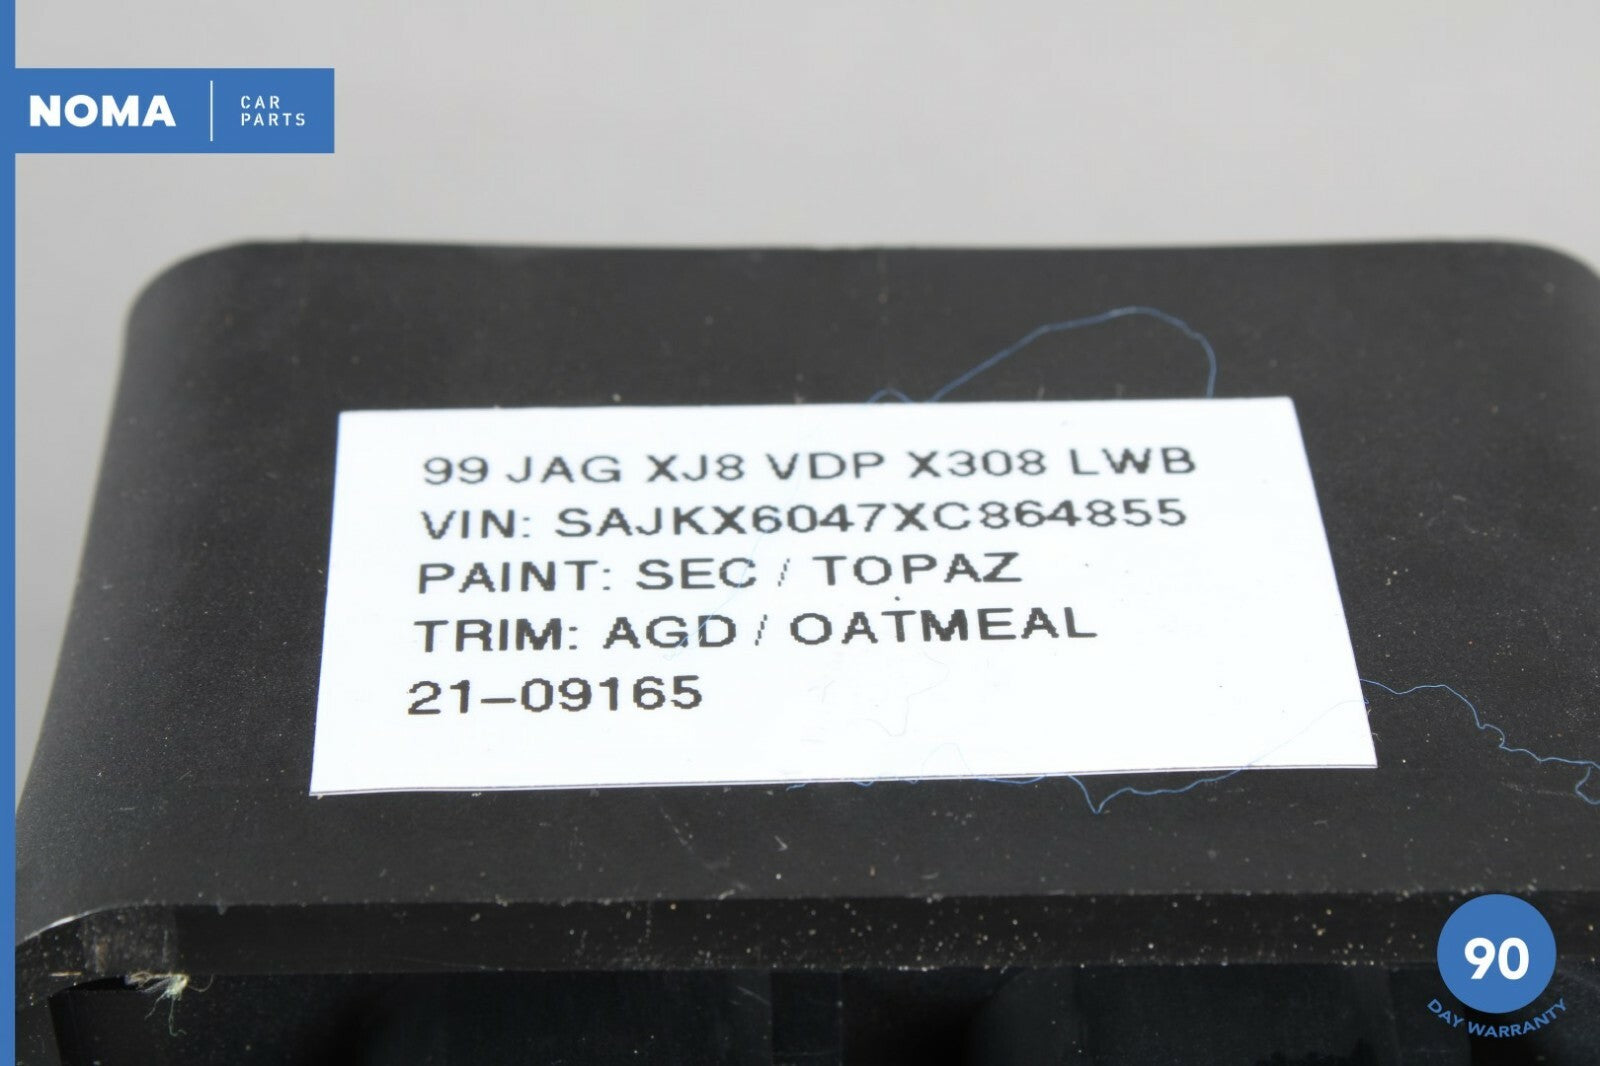 NOMA
CAR
PARTS
99 JAG XJ8 VDP X308 LWB
VIN: SAJKX6047XC864855
PAINT: SEC / TOPAZ
TRIM: AGD / OATMEAL
21-09165
90
DAY WARRANTY